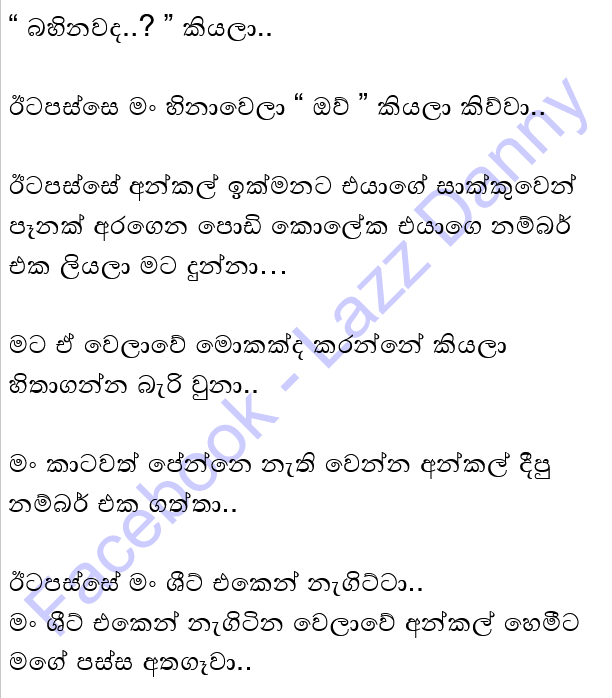 “ බහිනවද..? ” කියලා..
ඊටපස්සෙ මං හිනාවෙලා “ ඔව් ” කියලා කිව්වා..
ඊටපස්සේ අන්කල් ඉක්මනට එයාගේ සාක්කුවෙන්
පෑනක් අරගෙන පොඩි කොලේක එයාගෙ නම්බර්
එක ලියලා මට දුන්නා…
මට ඒ වෙලාවේ මොකක්ද කරන්නේ කියලා
හිතාගන්න බැරි වුනා..
මං කාටවත් පේන්නෙ නැති වෙන්න අන්කල් දීපු
නම්බර් එක ගත්තා..
ඊටපස්සේ මං ශීට් එකෙන් නැගිට්ටා..
මං ශීට් එකෙන් නැගිටින වෙලාවේ අන්කල් හෙමීට
මගේ පස්ස අතගෑවා..
Facebook - Lazz Danny